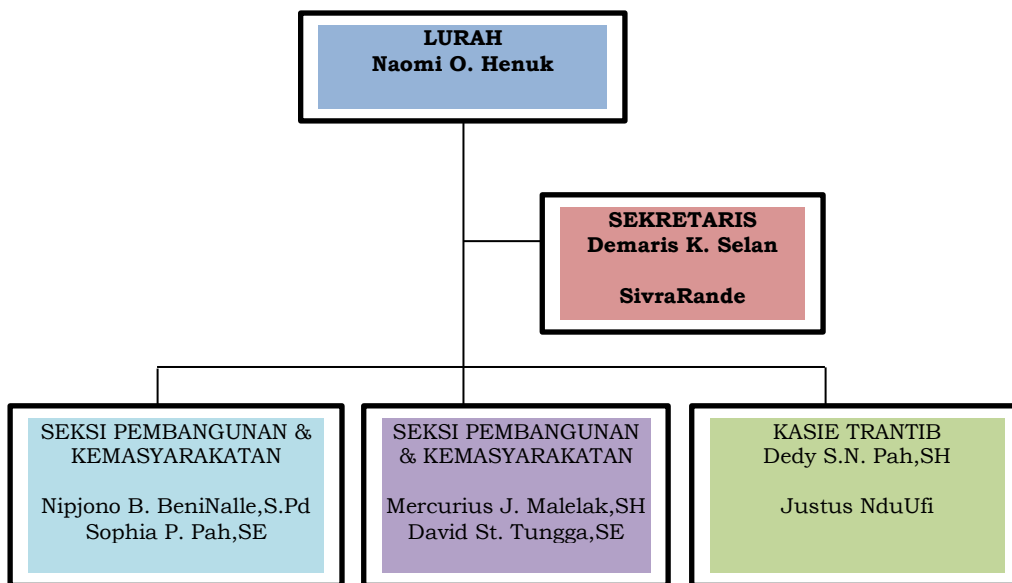 LURAH
Naomi O. Henuk
SEKRETARIS
Demaris K. Selan
SivraRande
SEKSI PEMBANGUNAN &
KEMASYARAKATAN
Nipjono B. BeniNalle,S.Pd
Sophia P. Pah,SE
SEKSI PEMBANGUNAN
& KEMASYARAKATAN
Mercurius J. Malelak,SH
David St. Tungga,SE
KASIE TRANTIB
Dedy S.N. Pah,SH
Justus NduUfi